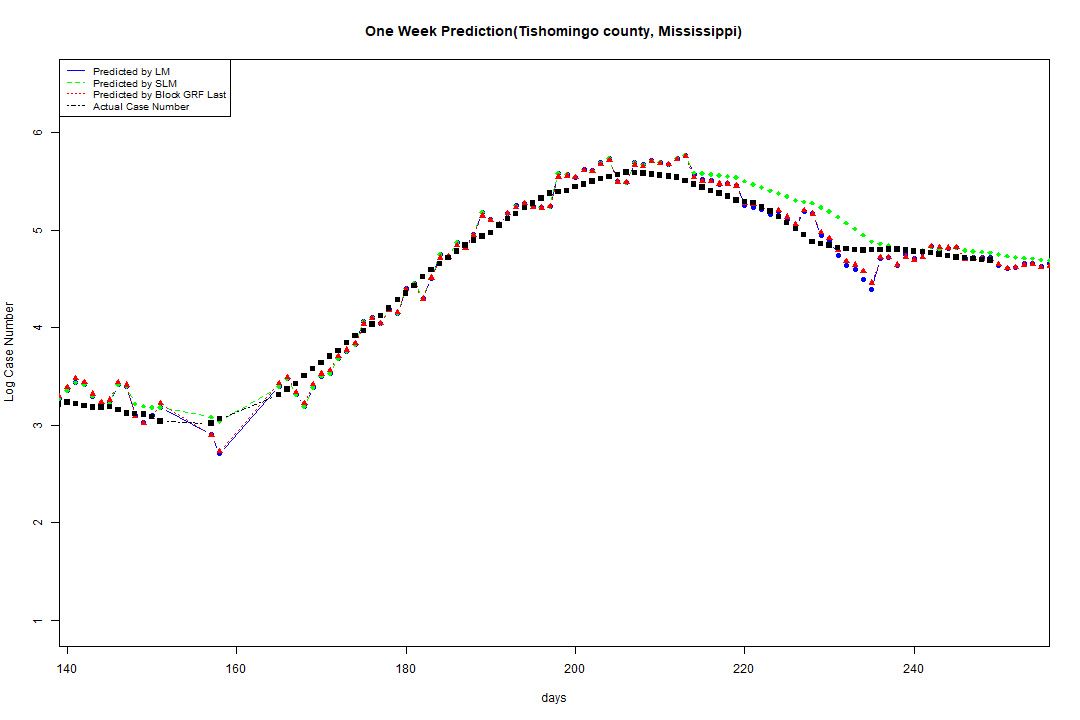 One Week Prediction(Tishomingo county, Mississippi)
Predicted by LM
Predicted by SLM
Predicted by Block GRF Last
Actual Case Number
6
5
4
3
2
1
Log Case Number
140 160 180 200 220 240
days